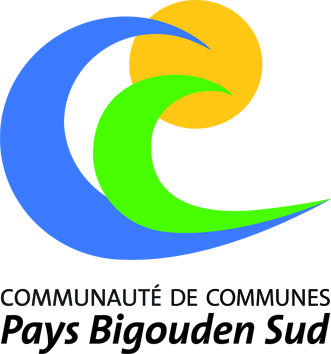 COMMUNAUTÉ DE COMMUNES
Pays Bigouden Sud